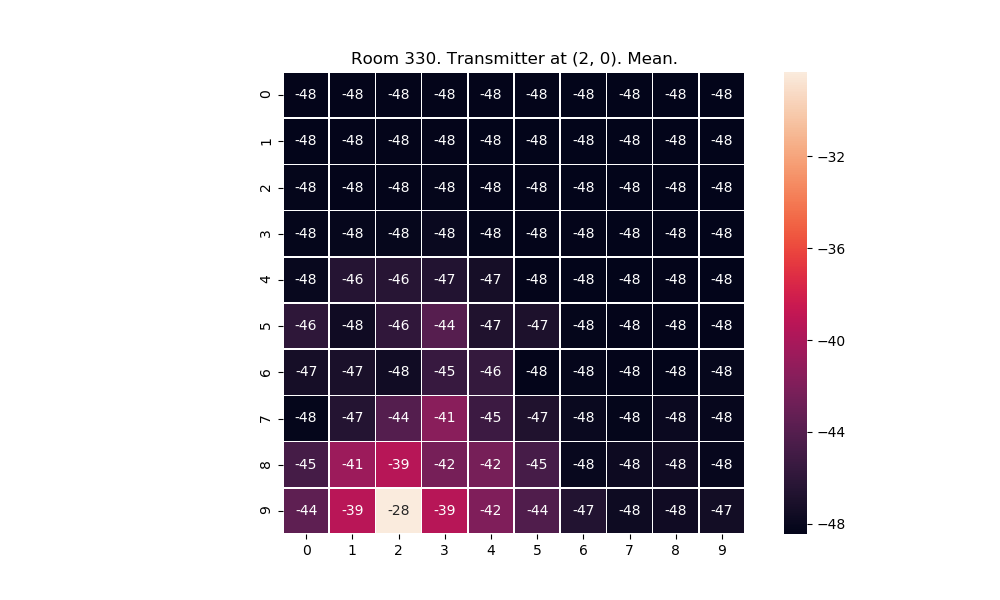 Room 330. Transmitter at (2, 0). Mean.
0 -48 -48 -48 -48 -48 -48 -48 -48 -48 -48
1 -48 -48 -48 -48 -48 -48 -48 -48 -48 -48
2 -48 -48 -48 -48 -48 -48 -48 -48 -48 -48
3 -48 -48 -48 -48 -48 -48 -48 -48 -48 -48
4 -48 -46 -46 -47 -47 -48 -48 -48 -48 -48
5 -46 -48 -46 -44 -47 -47 -48 -48 -48 -48
6 -47 -47 -48 -45 -46 -48 -48 -48 -48 -48
7 -48 -47 -44 -41 -45 -47 -48 -48 -48 -48
8 -45 -41 -39 -42 -42 -45 -48 -48 -48 -48
9 -44 -39 -28 -39 -42 -44 -47 -48 -48 -47
0 1 2 3 4 5 6 7 8 9
−32
−36
−40
−44
−48